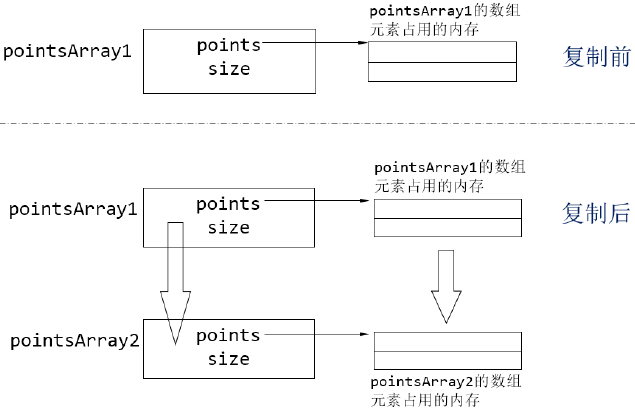 pointsArray1的数组
元素占用的内存
pointsArray1
points
size
复制前
pointsArray1的数组
元素占用的内存
pointsArray1
points
size
复制后
pointsArray2
points
size
pointsArray2的数组
元素占用的内存